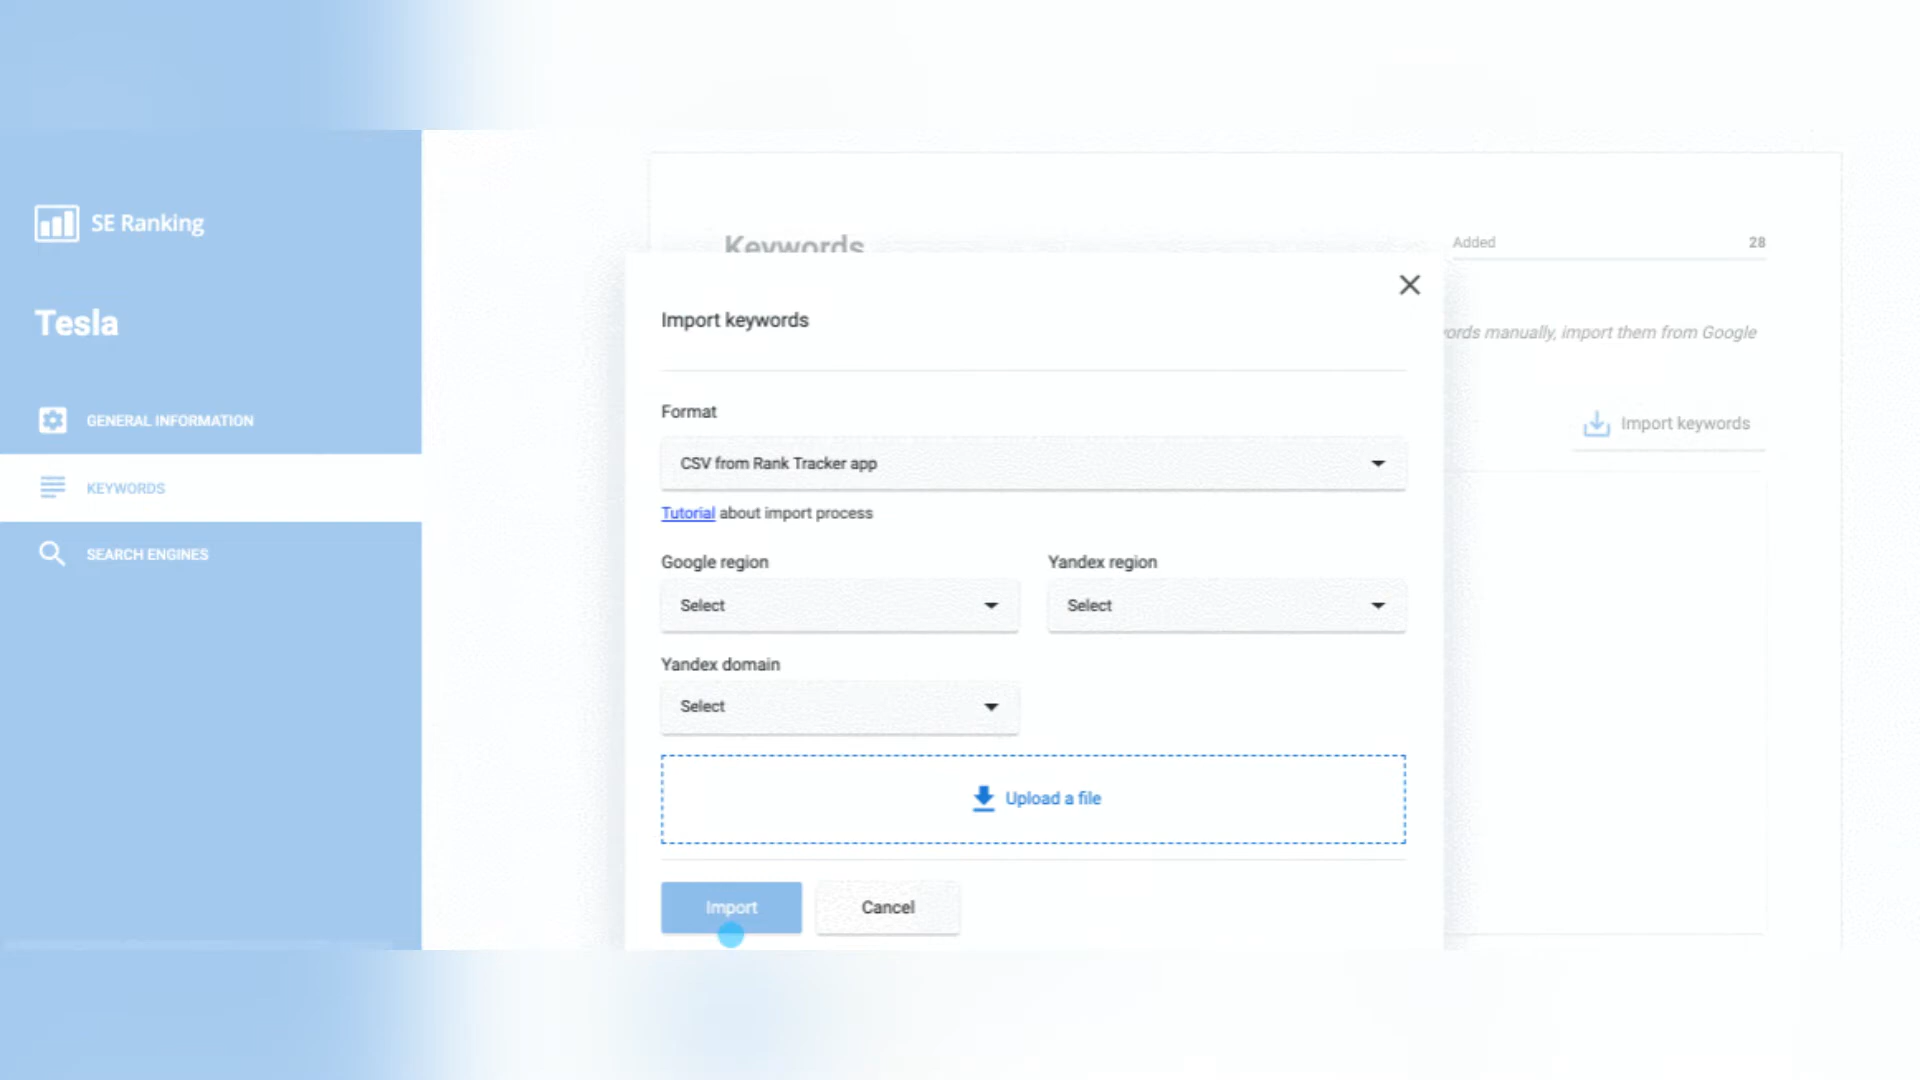 SE Ranking
Tesla
GENERAL INFORMATION
KEYWORDS
SEARCH ENGINES
Keywords
Added 28
words manually, import them from Google
Import keywords
Import keywords
Format
CSV from Rank Tracker app
Tutorial about import process
Google region
Yandex region
Select
Select
Yandex domain
Select
Upload a file
Import
Cancel